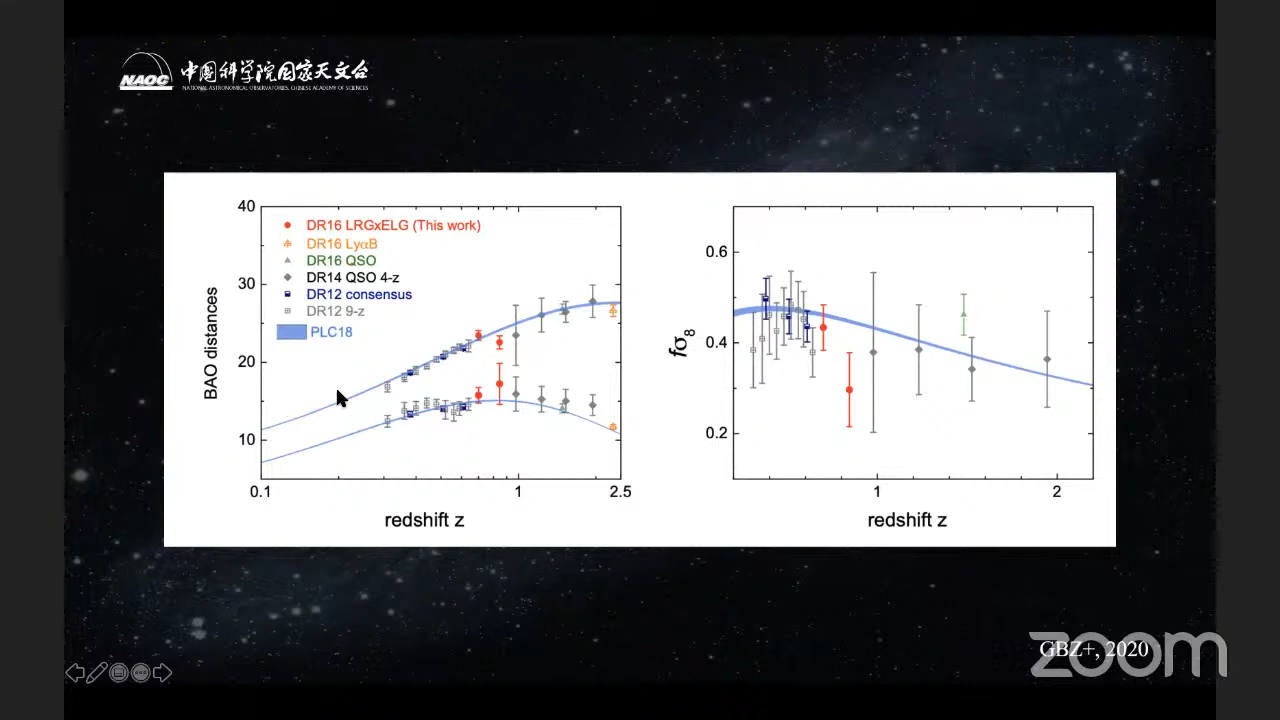 NAOC
中国科学院国家天文台
NATIONAL ASTRONOMICAL OBSERVATORIES, CHINESE ACADEMY OF SCIENCES
40
30
20
10
BAO distances
DR16 LRGxELG (This work)
DR16 LyαB
DR16 QSO
DR14 QSO 4-z
DR12 consensus
DR12 9-z
PLC18
0.1
1
2.5
redshift z
0.6
0.4
0.2
fσ8
1
2
redshift z
GBZ+, 2020
zoom